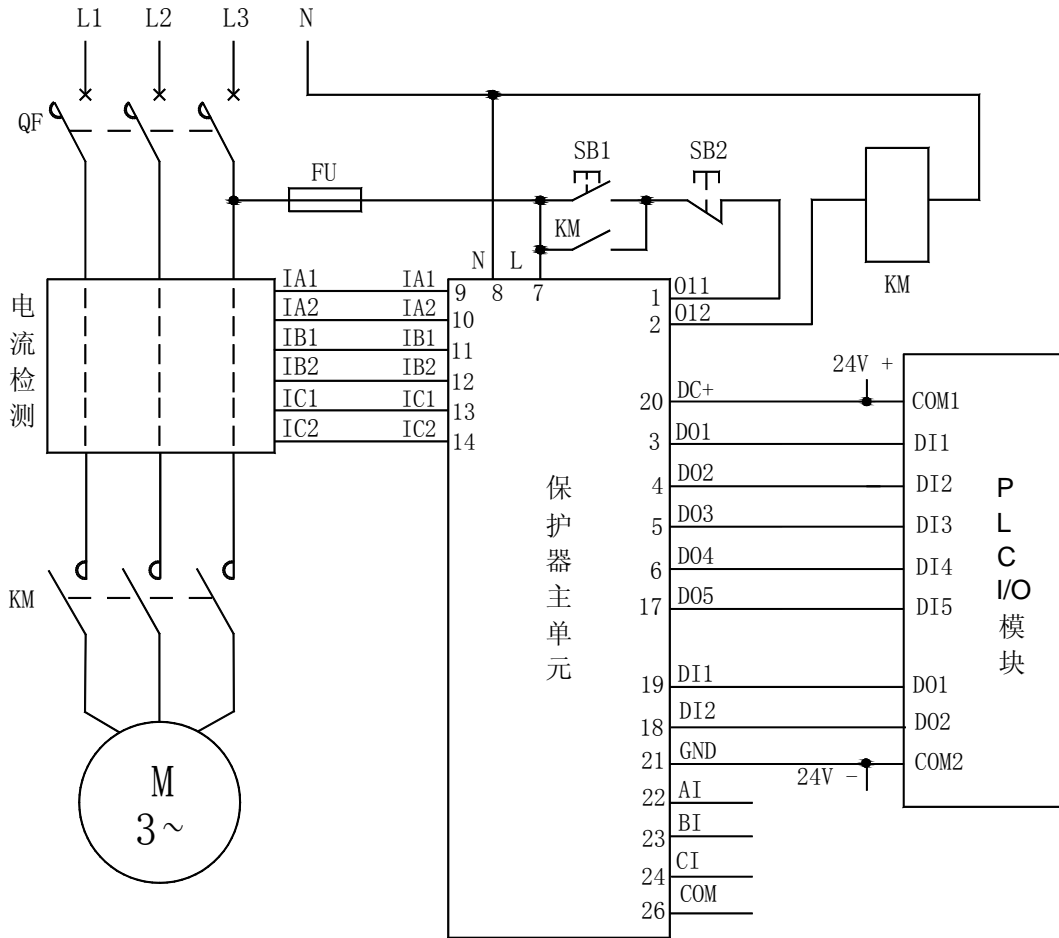 L1 L2 L3 N
QF
FU
SB1 SB2
KM
KM
N L
8 7
电流检测
IA1 IA1 9
IA2 IA2 10
IB1 IB1 11
IB2 IB2 12
IC1 IC1 13
IC2 IC2 14
保护器主单元
1 O11
2 O12
24V +
20 DC+ COM1
3 DO1 DI1
4 DO2 DI2
5 DO3 DI3
6 DO4 DI4
17 DO5 DI5
19 DI1 DO1
18 DI2 DO2
21 GND COM2
24V -
22 AI
23 BI
24 CI
26 COM
PLC I/O模块
KM
M
3~